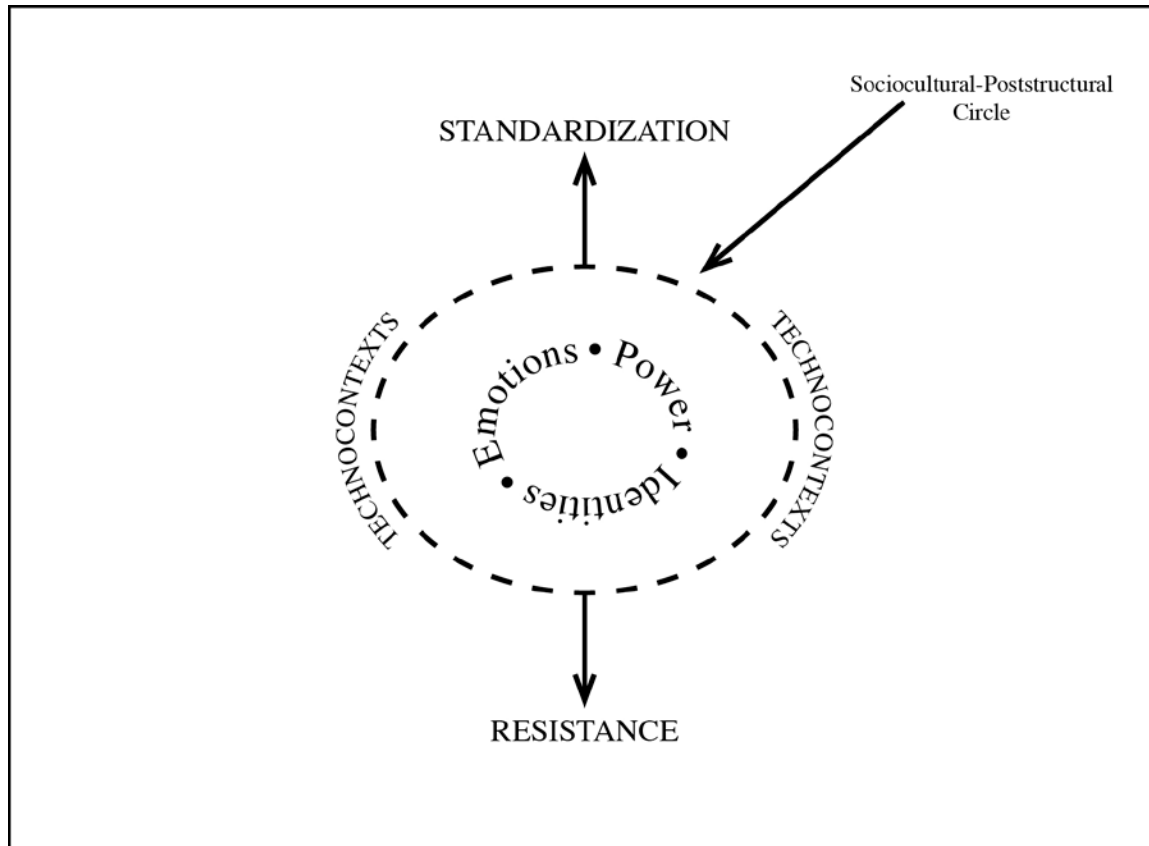 Sociocultural-Poststructural
Circle
STANDARDIZATION
TECHNOCONTEXTS
Emotions • Power • Identities •
TECHNOCONTEXTS
RESISTANCE